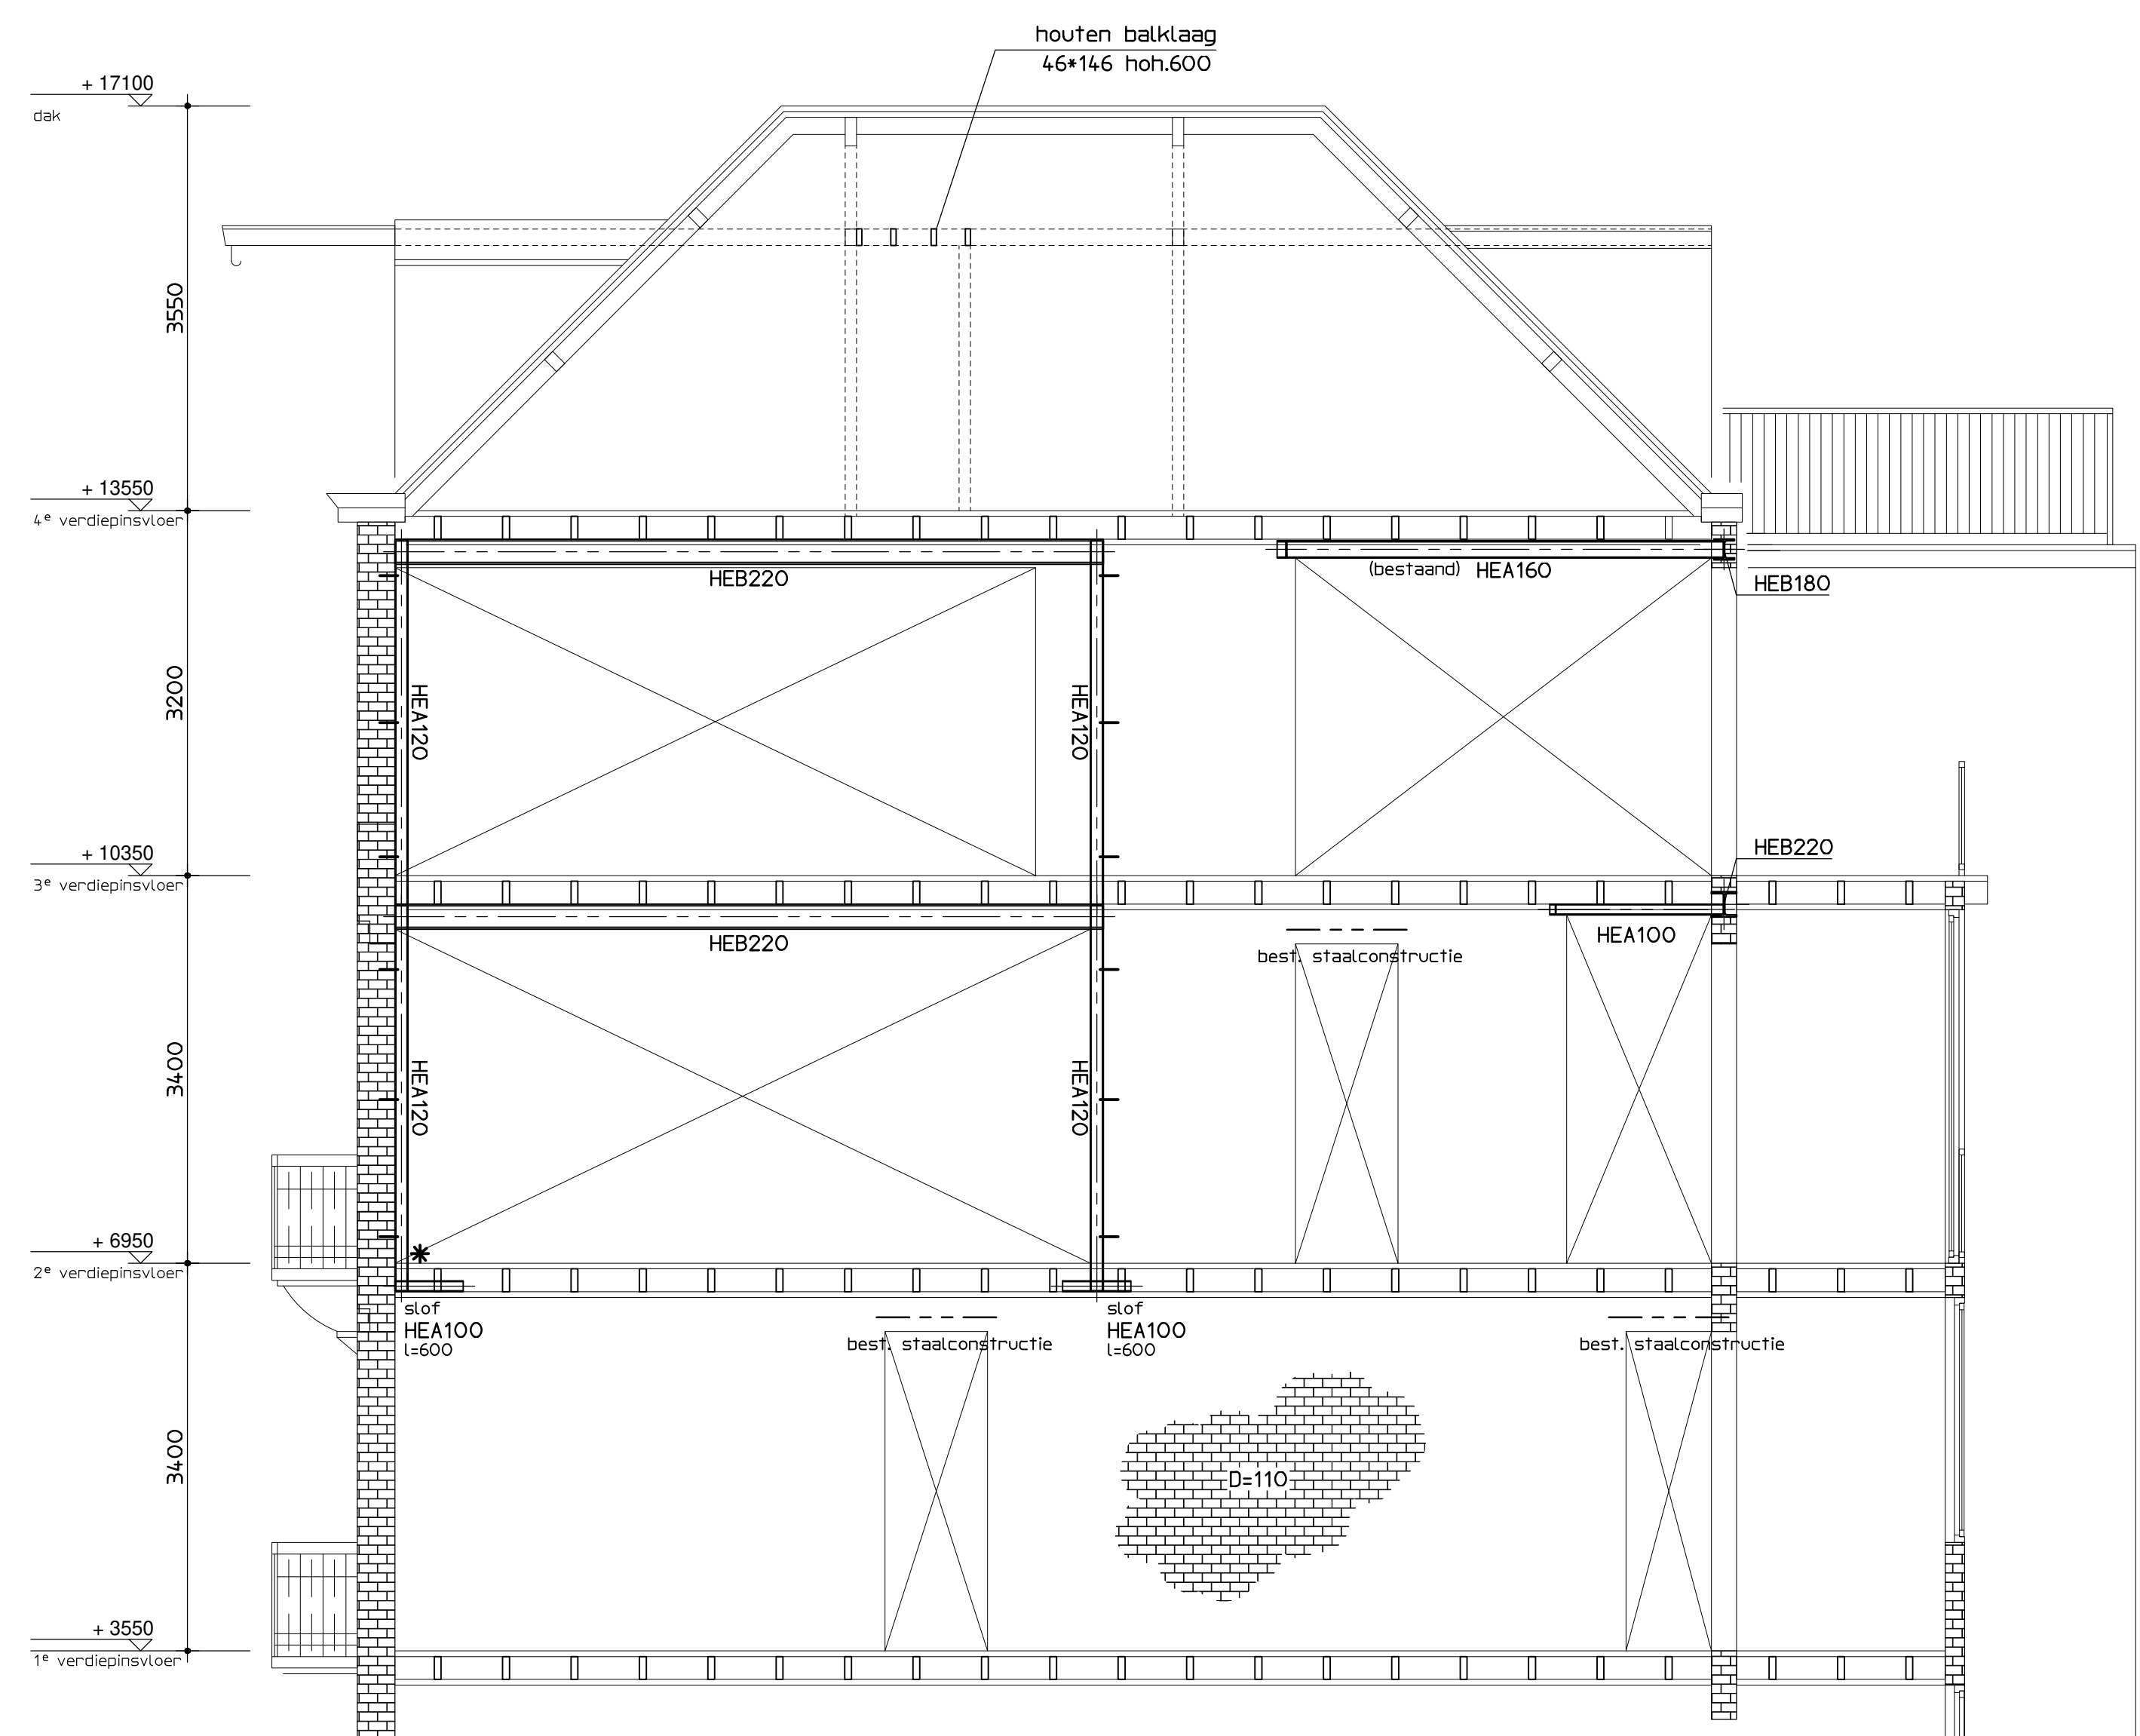 houten balklaag
46*146 hoh.600
+ 17100
dak
3550
+ 13550
4e verdiepinsvloer
HEB220
(bestaand) HEA160
HEB180
3200
HEA120
HEA120
+ 10350
3e verdiepinsvloer
HEB220
HEB220
HEA100
best. staalconstructie
3400
HEA120
HEA120
+ 6950
2e verdiepinsvloer
*
slof
HEA100
l=600
slof
HEA100
l=600
best. staalconstructie
best. staalconstructie
3400
D=110
+ 3550
1e verdiepinsvloer